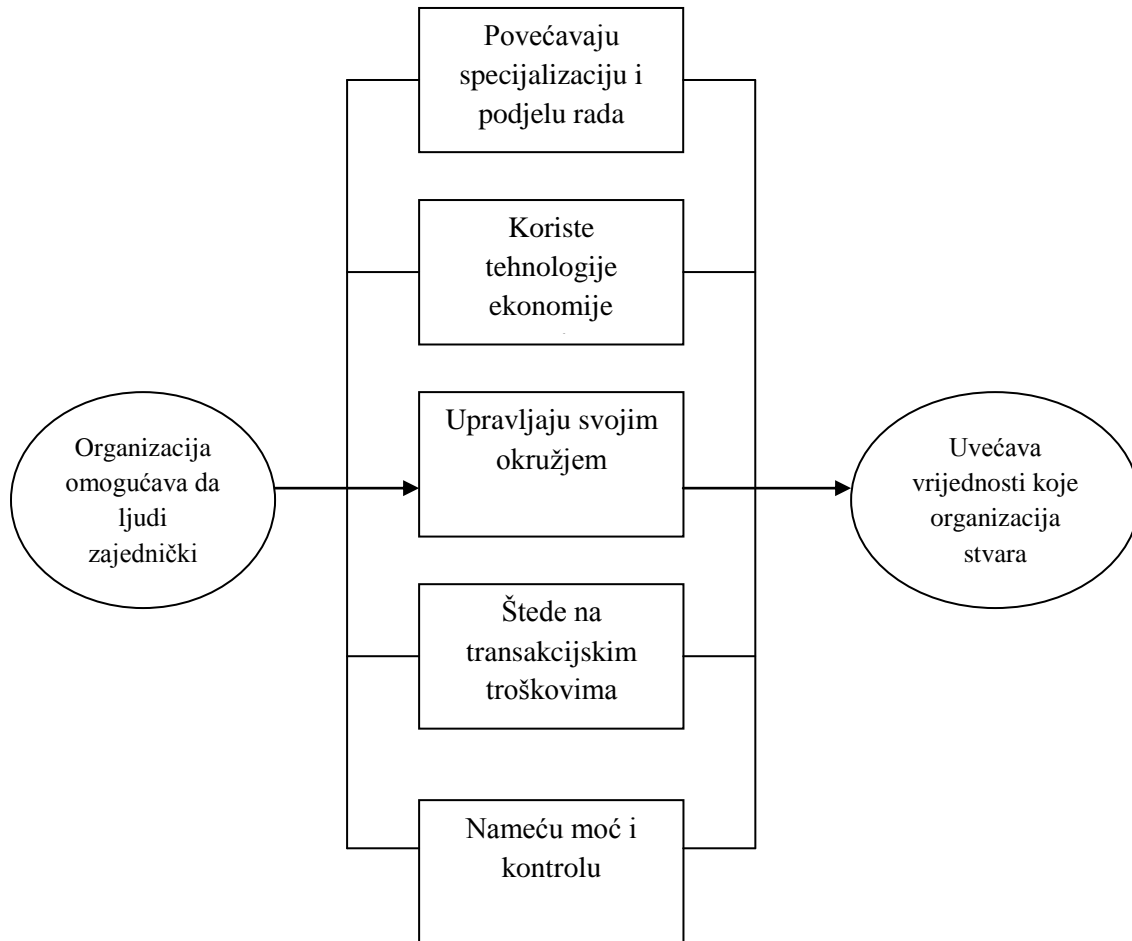 Povećavaju
specijalizaciju i
podjelu rada
Koriste
tehnologije
ekonomije
Organizacija
omogućava da
ljudi
zajednički
Upravljaju svojim
okružjem
Uvećava
vrijednosti koje
organizacija
stvara
Štede na
transakcijskim
troškovima
Nameću moć i
kontrolu